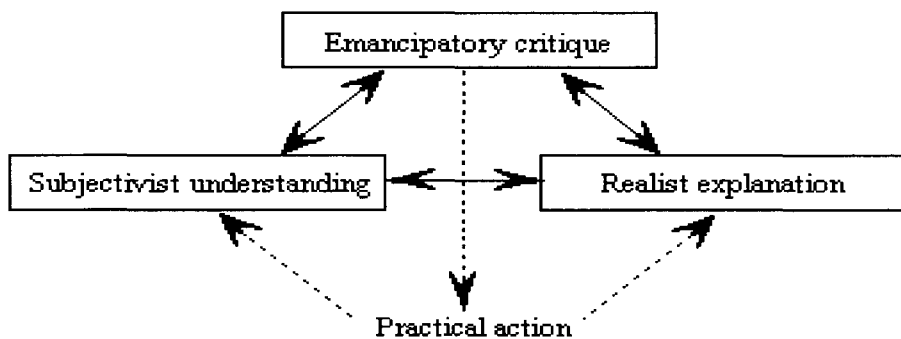 Emancipatory critique
Subjectivist understanding
Realist explanation
Practical action